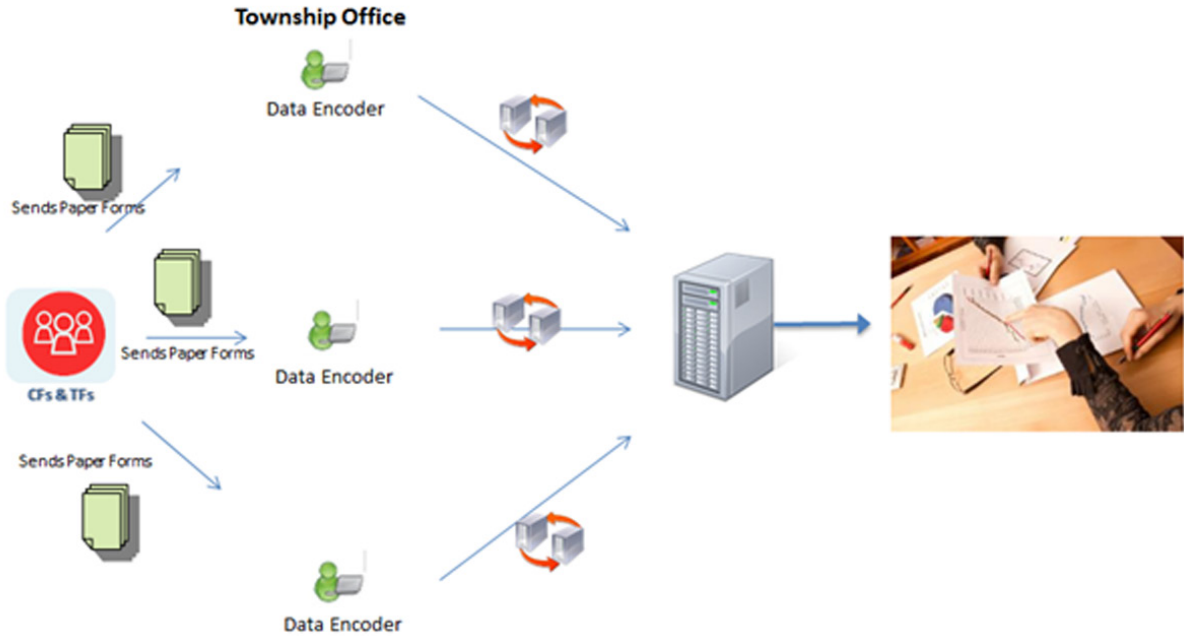 Township Office
Data Encoder
Sends Paper Forms
Sends Paper Forms
Data Encoder
CFs & TFs
Sends Paper Forms
Data Encoder